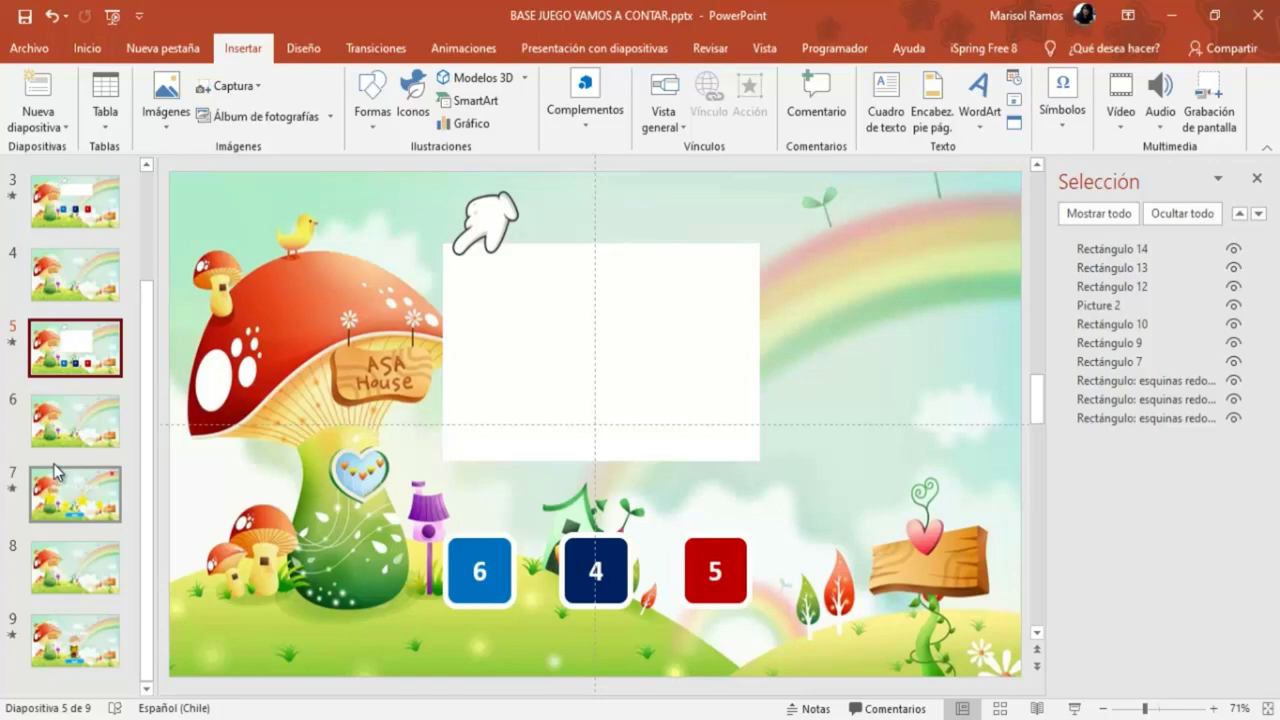 BASE JUEGO VAMOS A CONTAR.pptx - PowerPoint
Marisol Ramos
Archivo Inicio Nueva pestaña Insertar Diseño Transiciones Animaciones Presentación con diapositivas Revisar Vista Programador Ayuda iSpring Free 8 ¿Qué desea hacer? Compartir
Nueva diapositiva
Diapositivas
Tabla
Tablas
Imágenes
Captura
Álbum de fotografías
Imágenes
Formas
Iconos
Modelos 3D
SmartArt
Gráfico
Ilustraciones
Complementos
Vista general
Vínculo
Acción
Vínculos
Comentario
Comentarios
Cuadro de texto
Encabez. pie pág.
WordArt
Texto
Símbolos
Vídeo
Audio
Grabación de pantalla
Multimedia
3
4
5
6
7
8
9
ASA
House
6 4 5
Selección
Mostrar todo Ocultar todo
Rectángulo 14
Rectángulo 13
Rectángulo 12
Picture 2
Rectángulo 10
Rectángulo 9
Rectángulo 7
Rectángulo: esquinas redo...
Rectángulo: esquinas redo...
Rectángulo: esquinas redo...
Diapositiva 5 de 9 Español (Chile) Notas Comentarios 71%